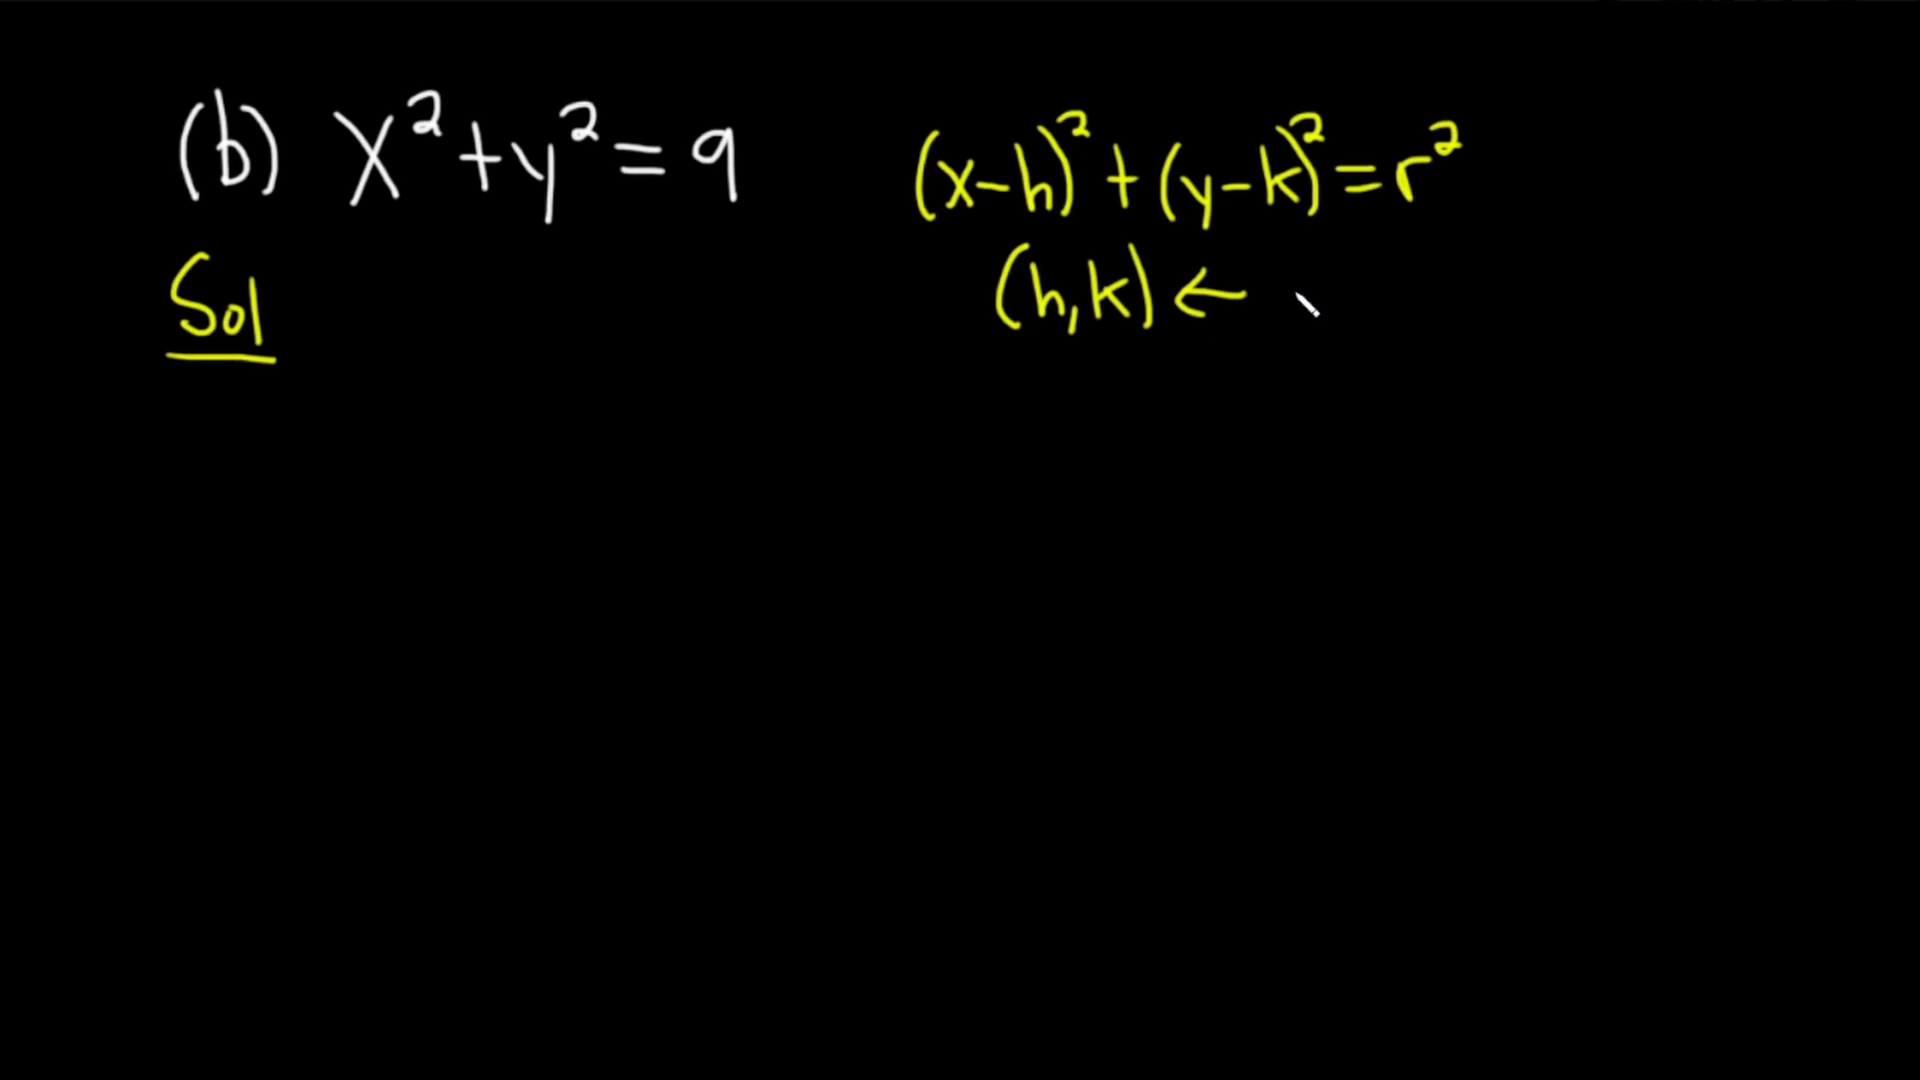 (b) x²+y²=9
(x-h)²+(y-k)²=r²
Sol
(h,k)←